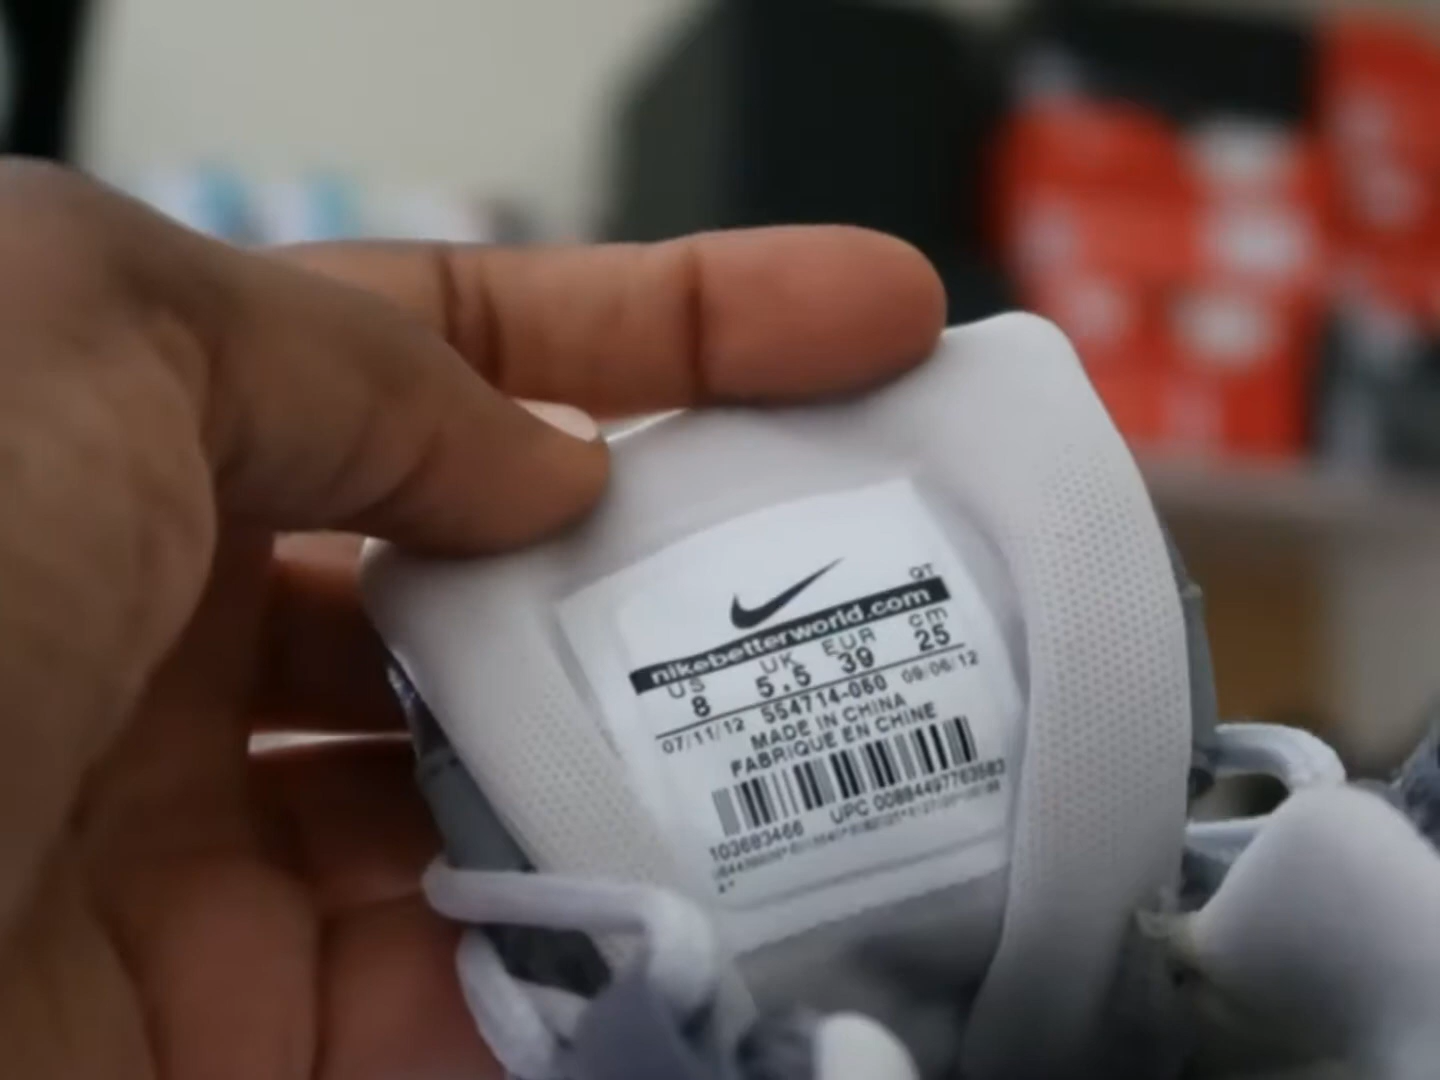 QT
nikebetterworld.com
US UK EUR cm
8 5.5 39 25
07/11/12 554714-060 09/06/12
MADE IN CHINA
FABRIQUE EN CHINE
103683466 UPC 00884497763583